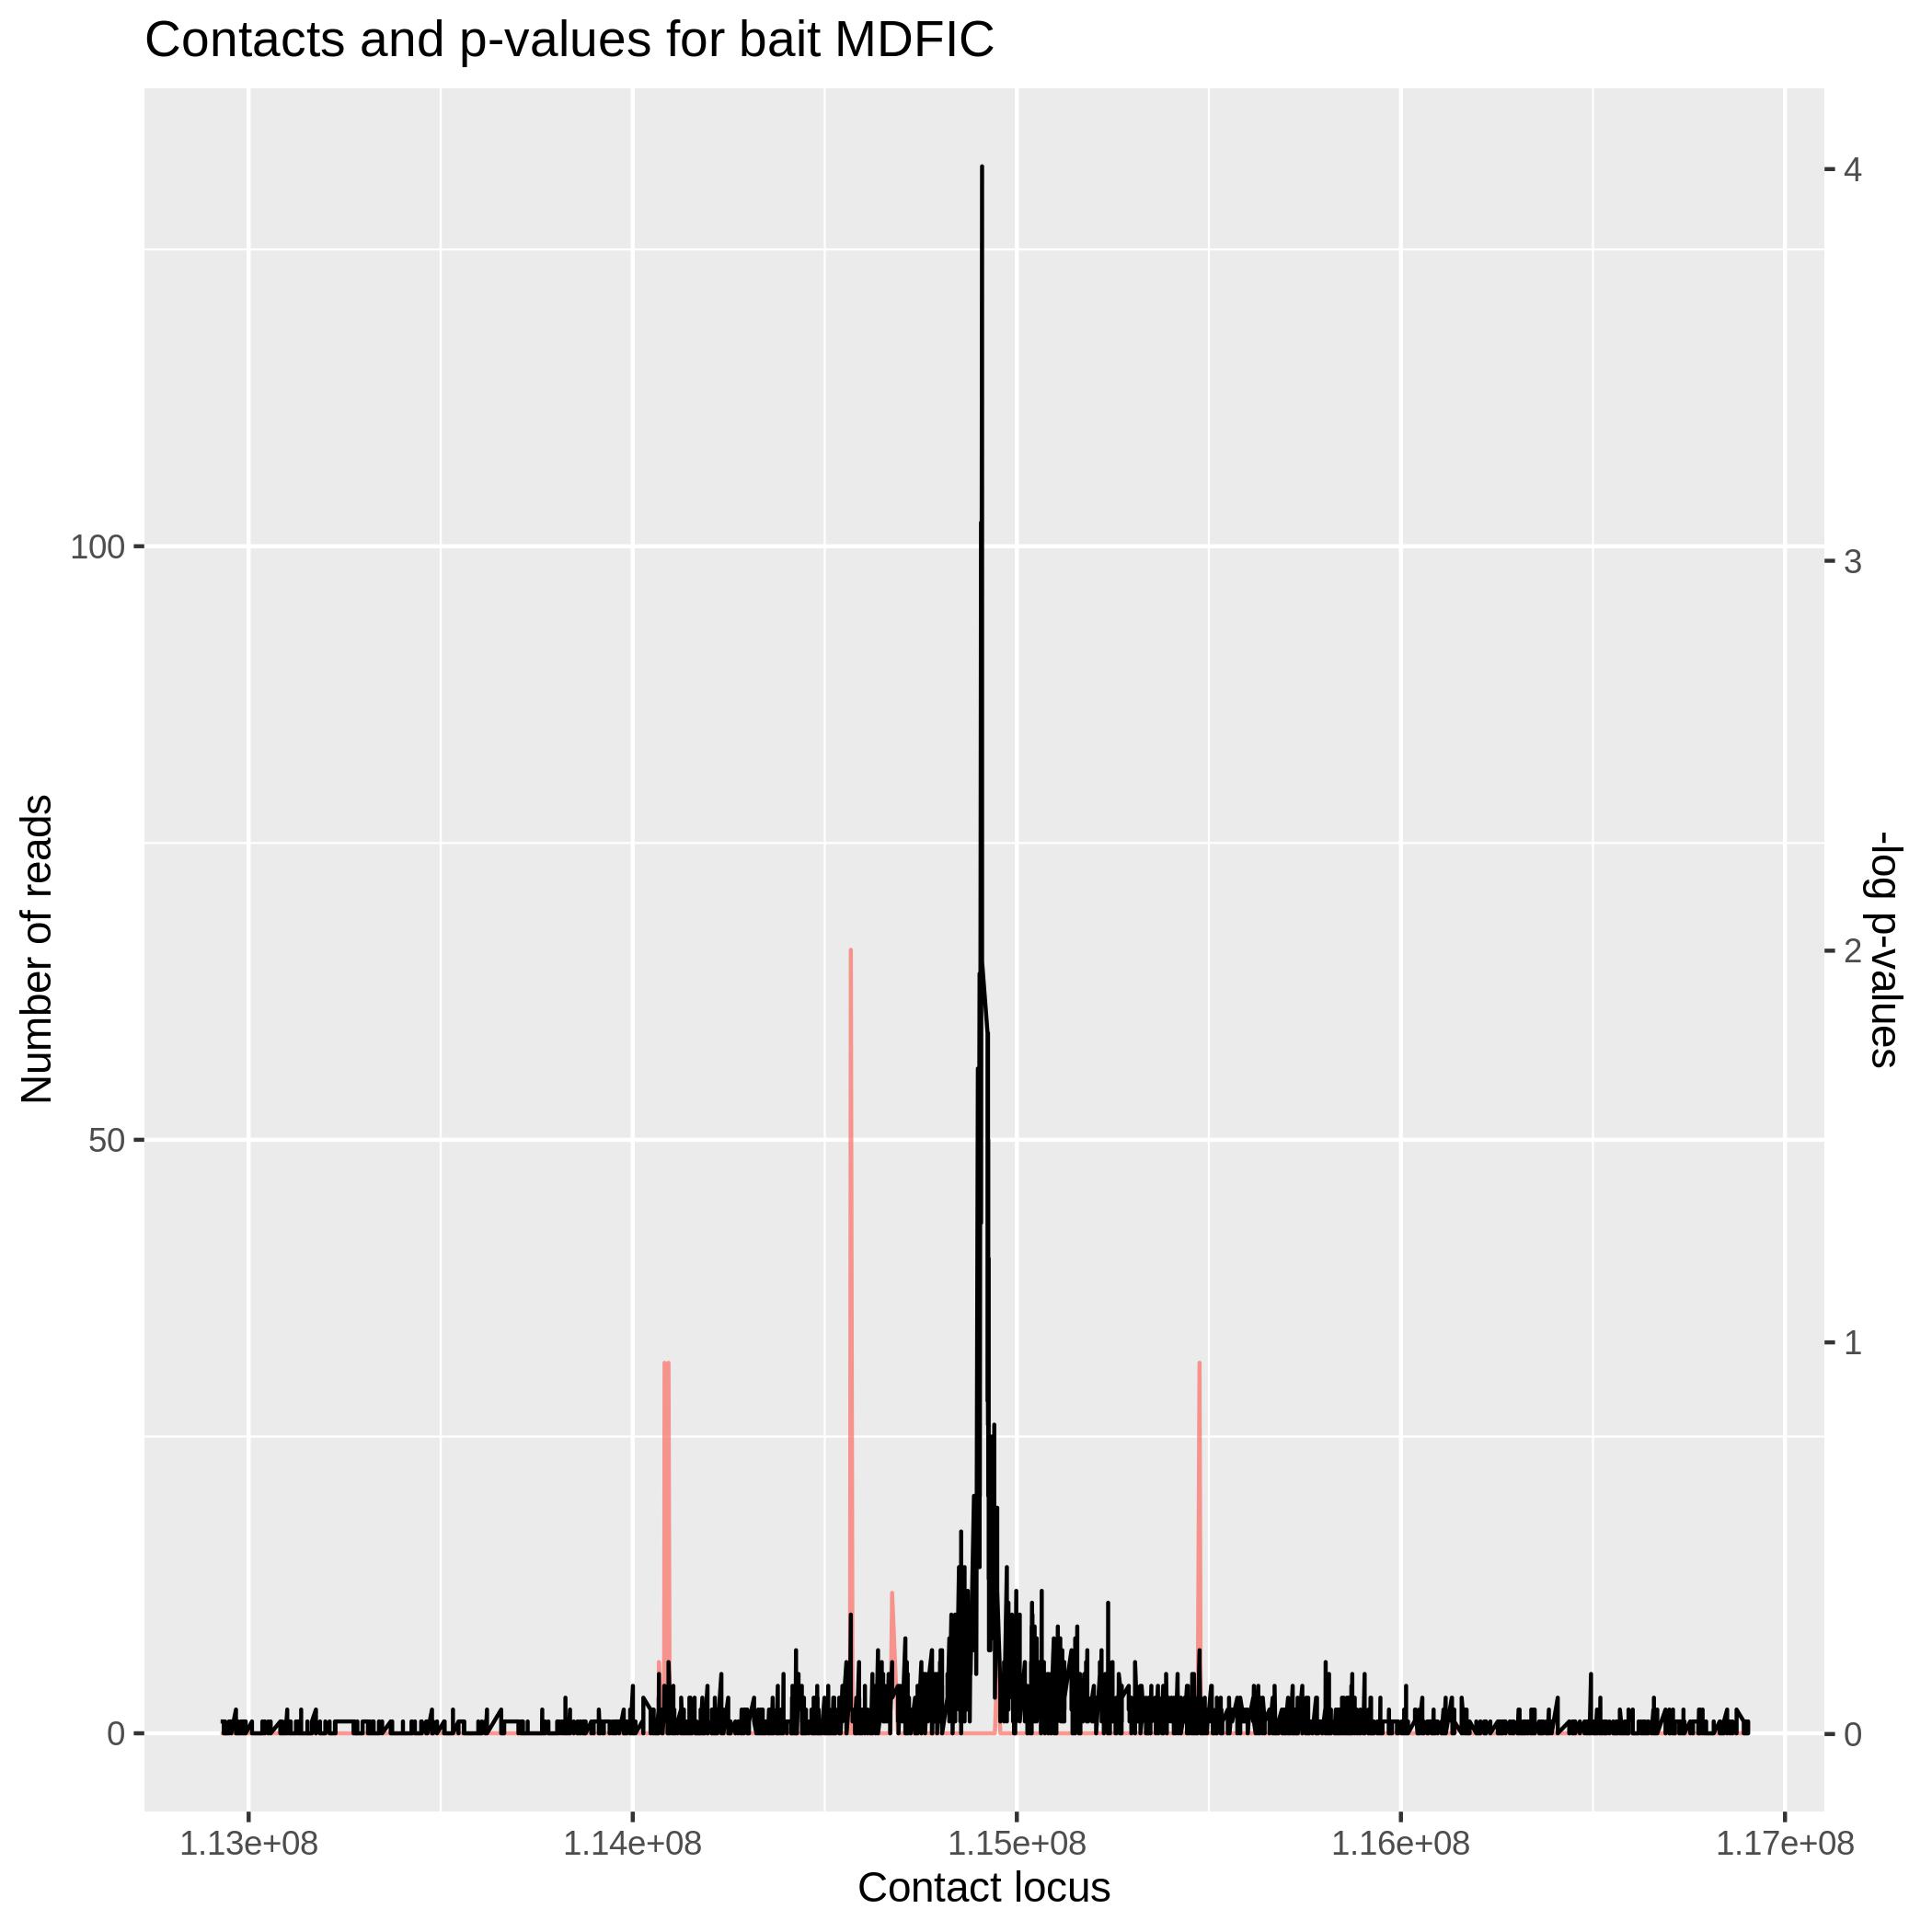 Contacts and p-values for bait MDFIC
Number of reads
100
50
0
4
3
2
1
0
-log p-values
1.13e+08
1.14e+08
1.15e+08
1.16e+08
1.17e+08
Contact locus